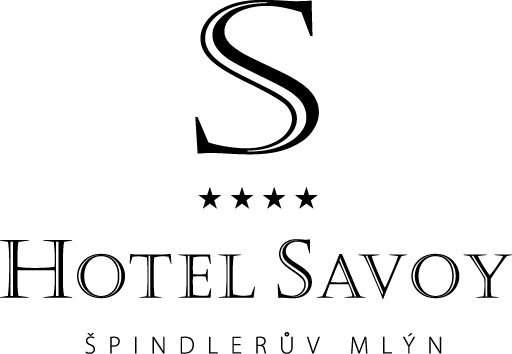 S
★★★★
HOTEL SAVOY
ŠPINDLERŮV MLÝN